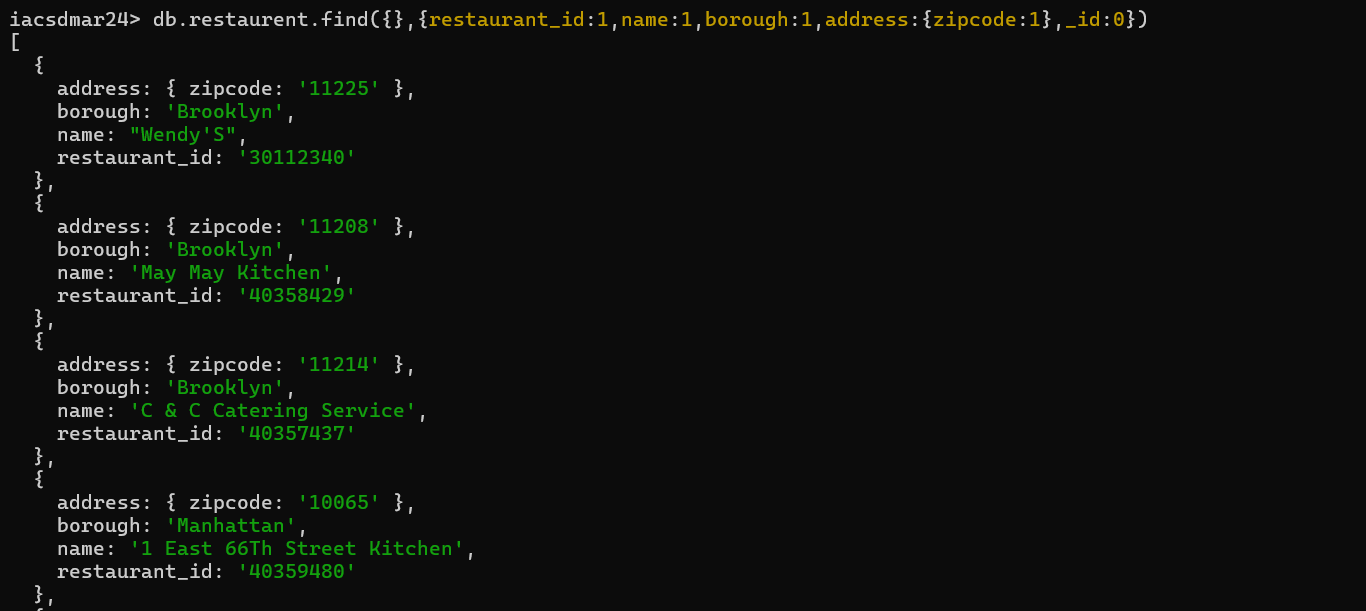 iacsdmar24> db.restaurent.find({},{restaurant_id:1,name:1,borough:1,address:{zipcode:1},_id:0})
[
  {
    address: { zipcode: '11225' },
    borough: 'Brooklyn',
    name: "Wendy'S",
    restaurant_id: '30112340'
  },
  {
    address: { zipcode: '11208' },
    borough: 'Brooklyn',
    name: 'May May Kitchen',
    restaurant_id: '40358429'
  },
  {
    address: { zipcode: '11214' },
    borough: 'Brooklyn',
    name: 'C & C Catering Service',
    restaurant_id: '40357437'
  },
  {
    address: { zipcode: '10065' },
    borough: 'Manhattan',
    name: '1 East 66Th Street Kitchen',
    restaurant_id: '40359480'
  },